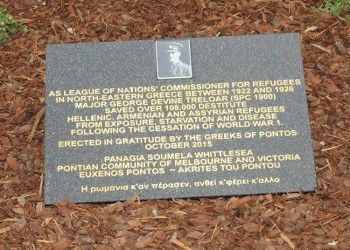 AS LEAGUE OF NATIONS' COMMISSIONER FOR REFUGEES
IN NORTH-EASTERN GREECE BETWEEN 1922 AND 1926
MAJOR GEORGE DEVINE TRELOAR (SPC 1900)
SAVED OVER 108,000 DESTITUTE
HELLENIC, ARMENIAN AND ASSYRIAN REFUGEES
FROM EXPOSURE, STARVATION AND DISEASE
FOLLOWING THE CESSATION OF WORLD WAR 1.
ERECTED IN GRATITUDE BY THE GREEKS OF PONTOS
OCTOBER 2015
PANAGIA SOUMELA WHITTLESEA
PONTIAN COMMUNITY OF MELBOURNE AND VICTORIA
EUXENOS PONTOS ~ AKRITES TOU PONTOU
Η ρωμανία κ'αν πέρασεν, ανθεί κ'φέρει κ'άλλο